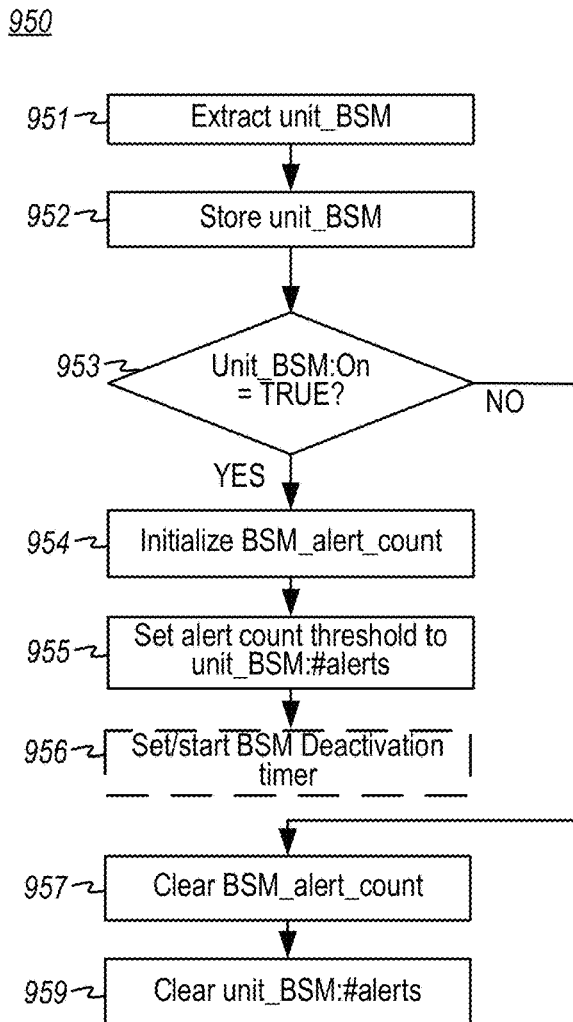 950
951
Extract unit_BSM
952
Store unit_BSM
953
Unit_BSM:On
= TRUE?
NO
YES
954
Initialize BSM_alert_count
955
Set alert count threshold to
unit_BSM:#alerts
956
Set/start BSM Deactivation
timer
957
Clear BSM_alert_count
959
Clear unit_BSM:#alerts